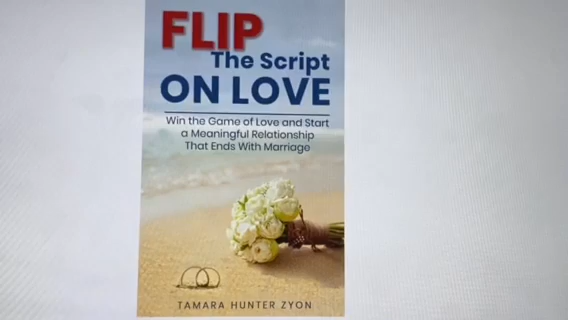 FLIP
The Script
ON LOVE
Win the Game of Love and Start
a Meaningful Relationship
That Ends With Marriage
TAMARA HUNTER ZYON